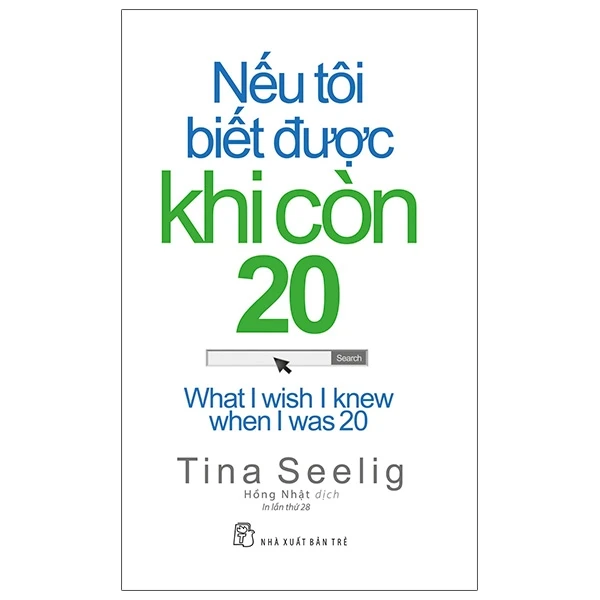 Nếu tôi
biết được
khi còn
20
Search
What I wish I knew
when I was 20
Tina Seelig
Hồng Nhật dịch
In lần thứ 28
NHÀ XUẤT BẢN TRẺ